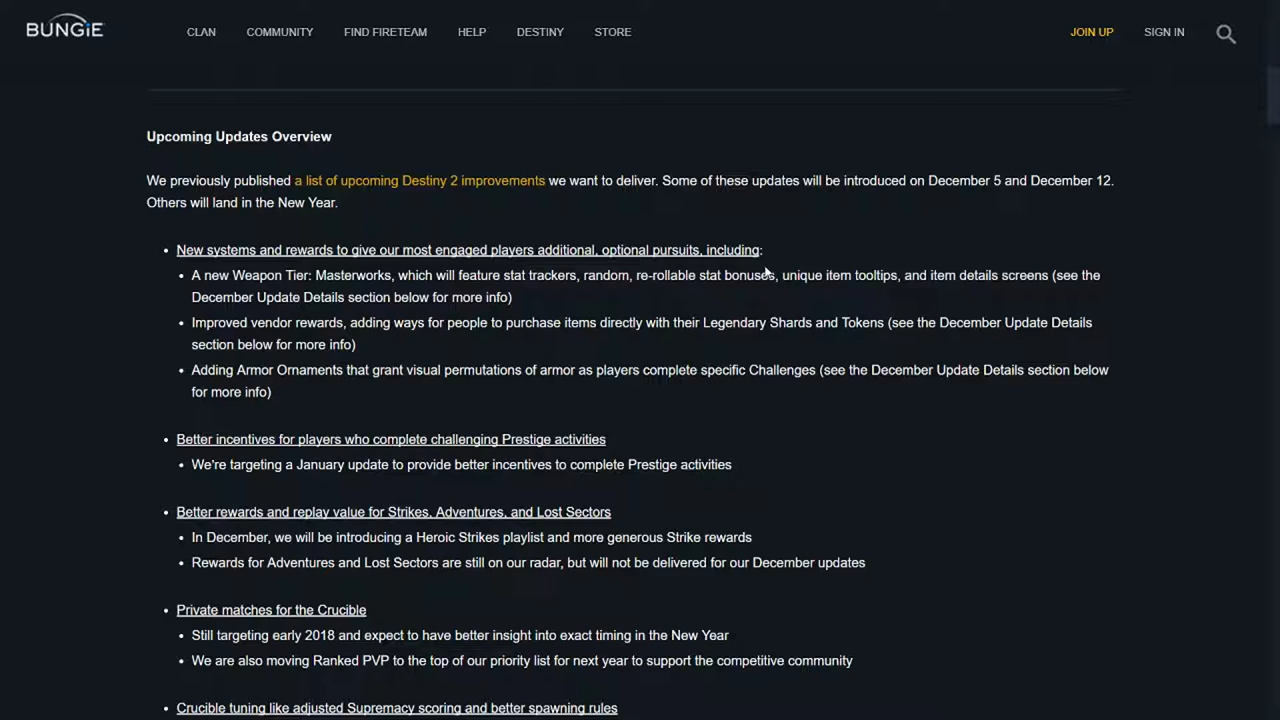 BUNGiE
CLAN
COMMUNITY
FIND FIRETEAM
HELP
DESTINY
STORE
JOIN UP
SIGN IN
Upcoming Updates Overview
We previously published a list of upcoming Destiny 2 improvements we want to deliver. Some of these updates will be introduced on December 5 and December 12.
Others will land in the New Year.
• New systems and rewards to give our most engaged players additional, optional pursuits, including:
• A new Weapon Tier: Masterworks, which will feature stat trackers, random, re-rollable stat bonuses, unique item tooltips, and item details screens (see the
December Update Details section below for more info)
• Improved vendor rewards, adding ways for people to purchase items directly with their Legendary Shards and Tokens (see the December Update Details
section below for more info)
• Adding Armor Ornaments that grant visual permutations of armor as players complete specific Challenges (see the December Update Details section below
for more info)
• Better incentives for players who complete challenging Prestige activities
• We're targeting a January update to provide better incentives to complete Prestige activities
• Better rewards and replay value for Strikes, Adventures, and Lost Sectors
• In December, we will be introducing a Heroic Strikes playlist and more generous Strike rewards
• Rewards for Adventures and Lost Sectors are still on our radar, but will not be delivered for our December updates
• Private matches for the Crucible
• Still targeting early 2018 and expect to have better insight into exact timing in the New Year
• We are also moving Ranked PVP to the top of our priority list for next year to support the competitive community
• Crucible tuning like adjusted Supremacy scoring and better spawning rules